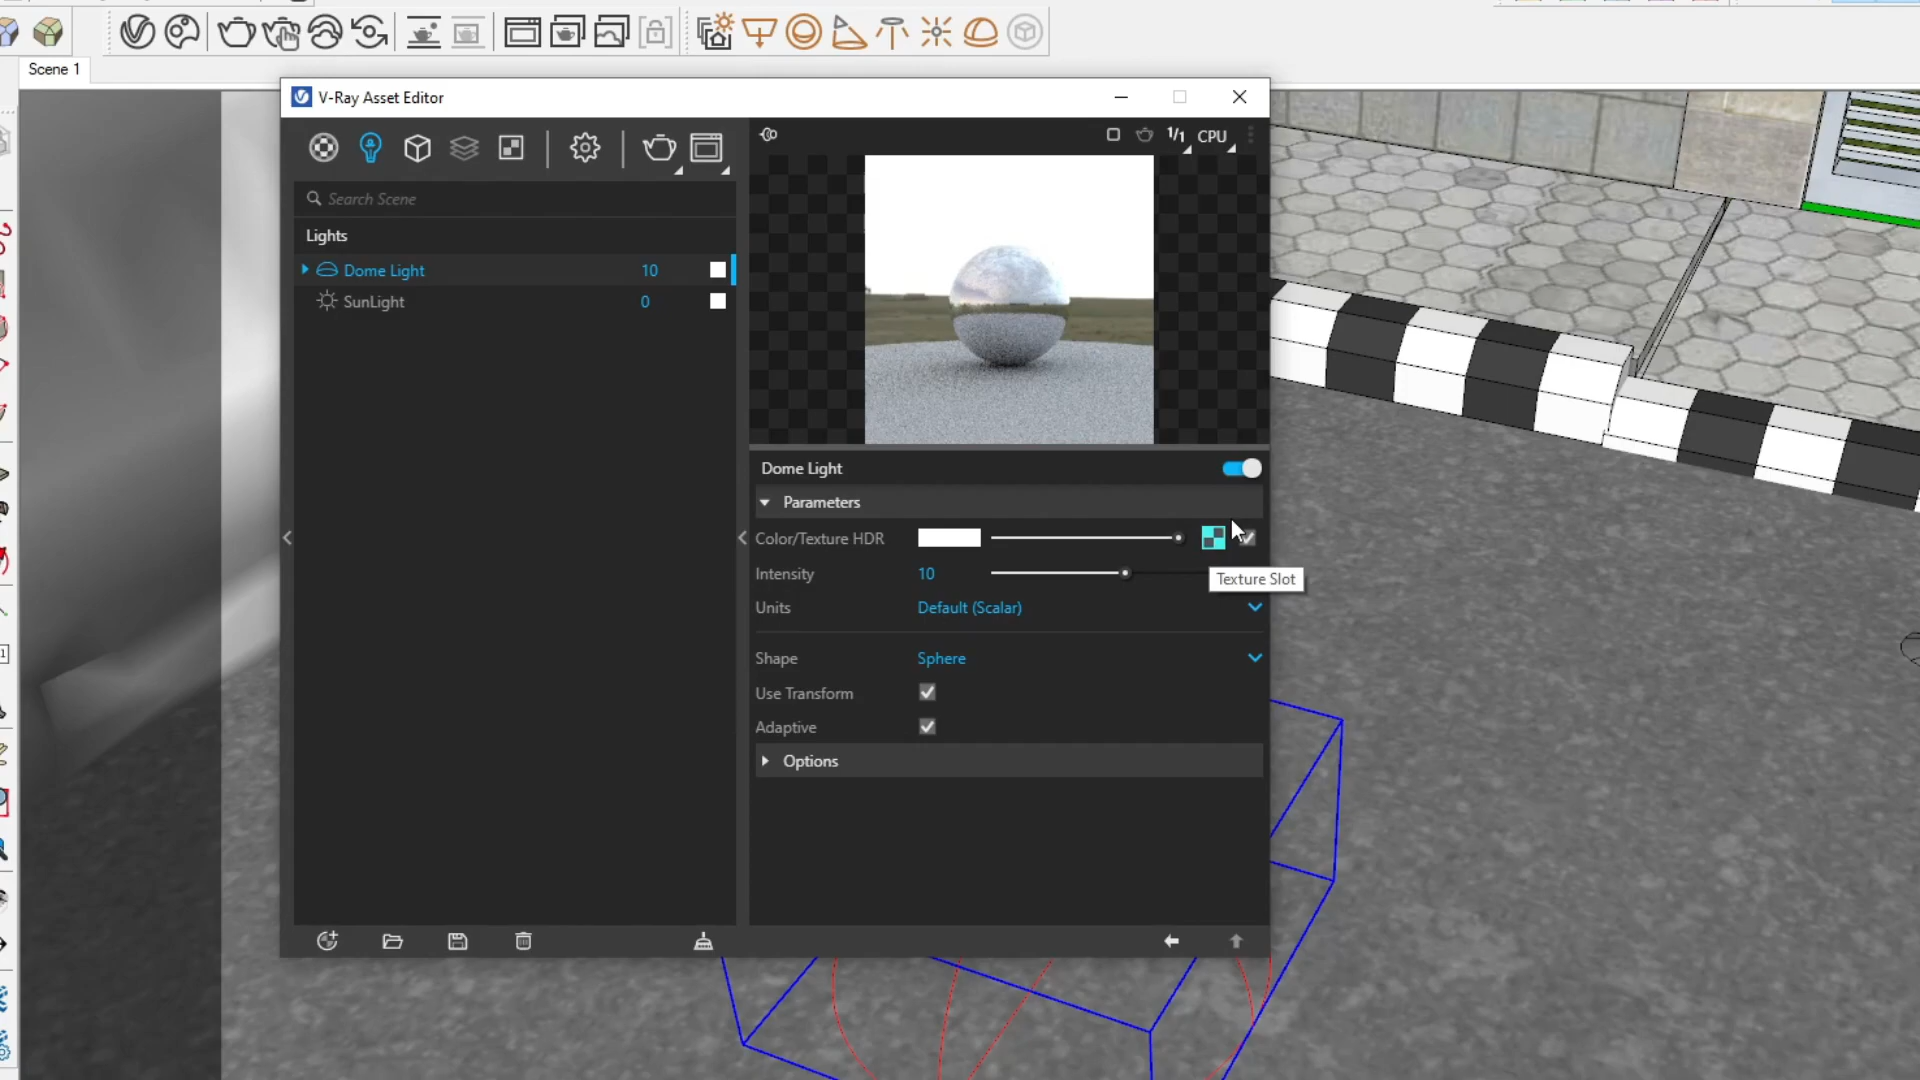 Scene 1
V-Ray Asset Editor
1/1 CPU
Search Scene
Lights
Dome Light 10
SunLight 0
Dome Light
Parameters
Color/Texture HDR
Intensity 10
Texture Slot
Units Default (Scalar)
Shape Sphere
Use Transform
Adaptive
Options